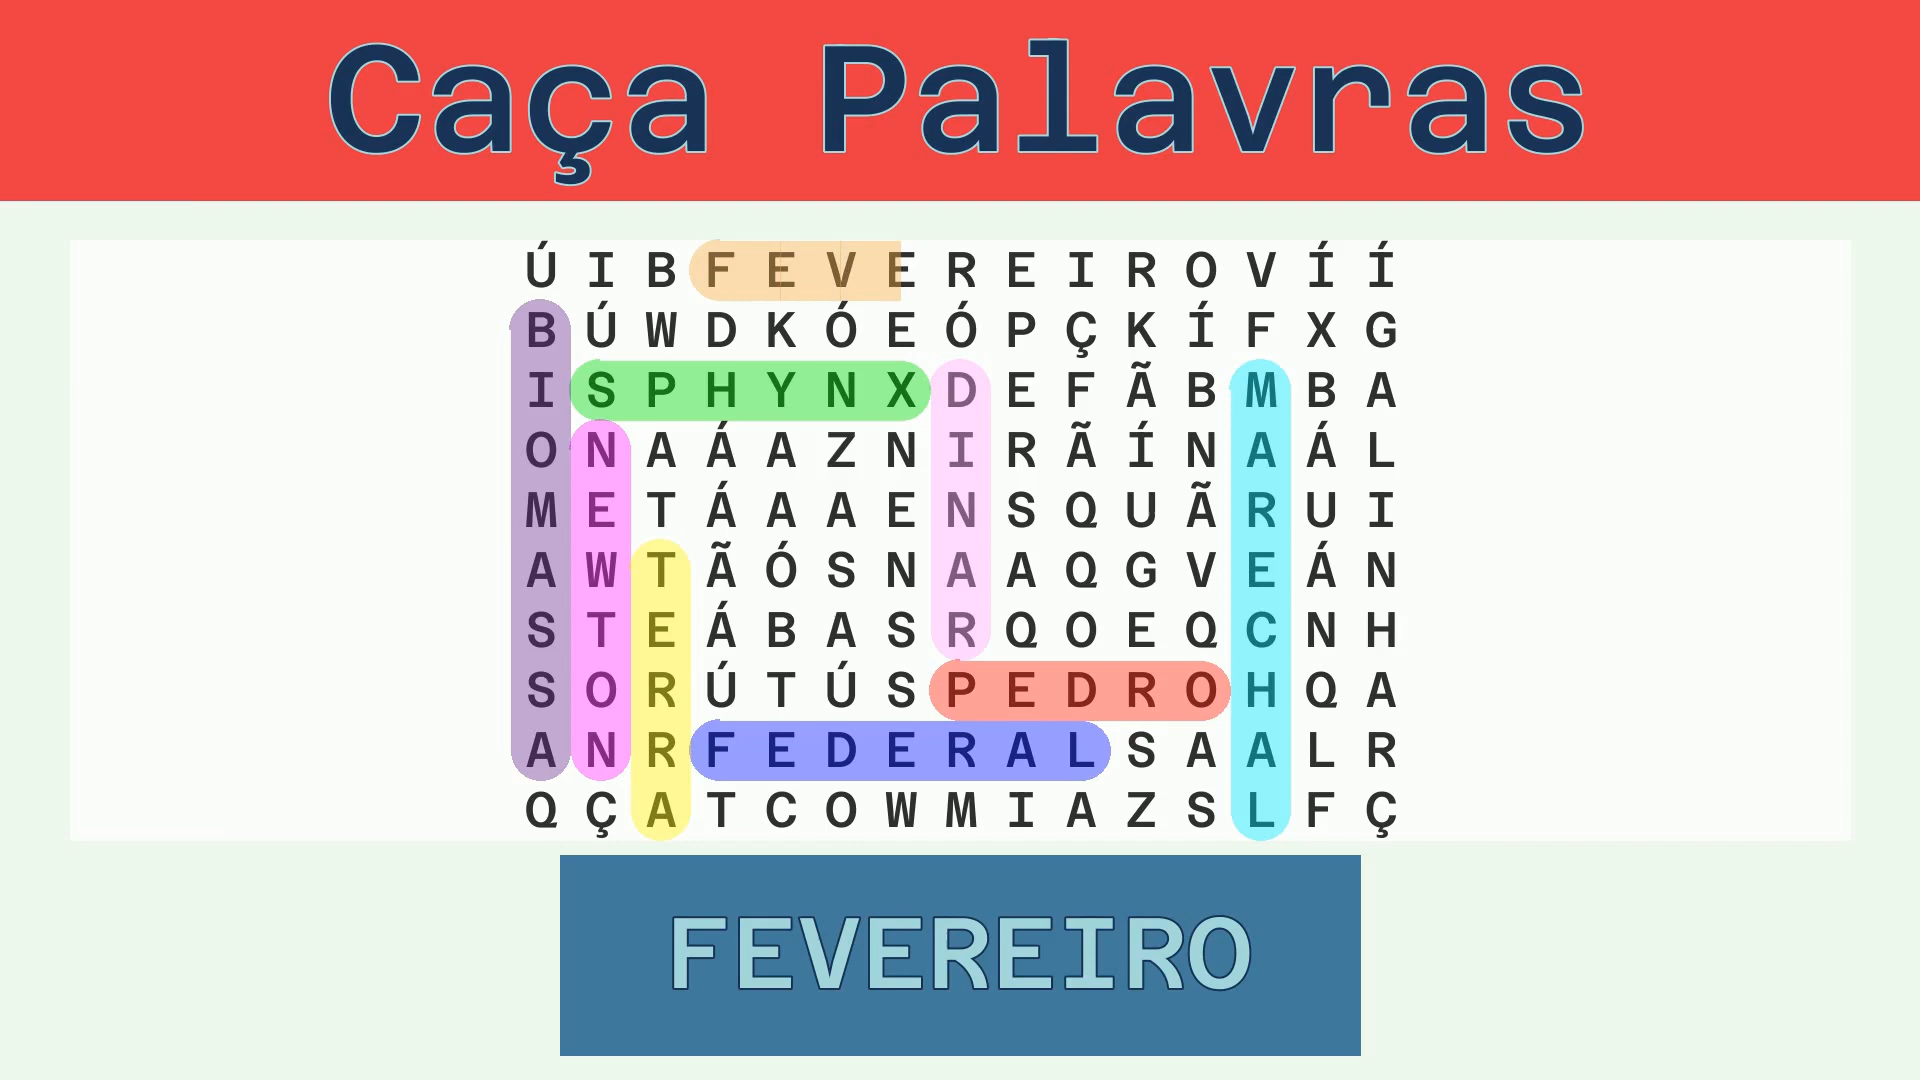 Caça Palavras
Ú I B F E V E R E I R O V Í Í
B Ú W D K Ó E Ó P Ç K Í F X G
I S P H Y N X D E F Ã B M B A
O N A Á A Z N I R Ã Í N A Á L
M E T Á A A E N S Q U Ã R U I
A W T Ã Ó S N A A Q G V E Á N
S T E Á B A S R Q O E Q C N H
S O R Ú T Ú S P E D R O H Q A
A N R F E D E R A L S A A L R
Q Ç A T C O W M I A Z S L F Ç
FEVEREIRO